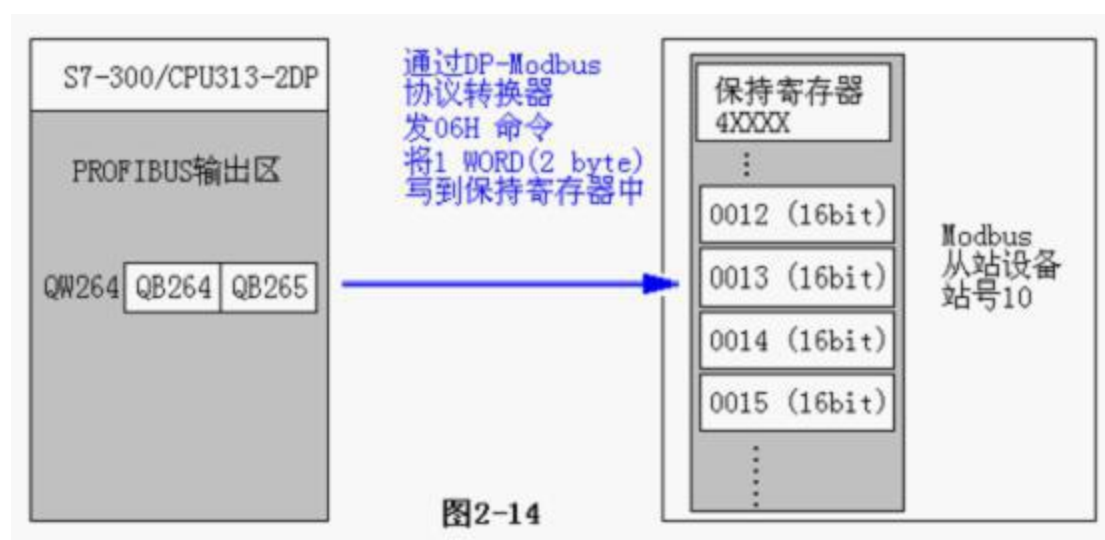 S7-300/CPU313-2DP
PROFIBUS输出区
QW264 QB264 QB265
通过DP-Modbus
协议转换器
发06H 命令
将1 WORD(2 byte)
写到保持寄存器中
保持寄存器
4XXXX
0012 (16bit)
0013 (16bit)
0014 (16bit)
0015 (16bit)
Modbus
从站设备
站号10
图2-14